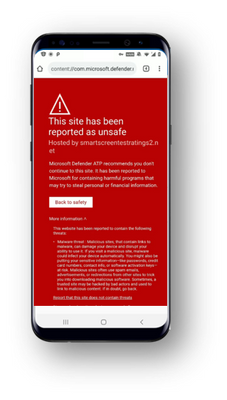 content://com.microsoft.defender.
This site has been
reported as unsafe
Hosted by smartscreentestratings2.n
et
Microsoft Defender ATP recommends you don't
continue to this site. It has been reported to
Microsoft for containing harmful programs that
may try to steal personal or financial information.
Back to safety
More information
This website has been reported to contain the following
threats:
• Malware threat: Malicious sites, that contain links to
malware, can damage your device and disrupt your
ability to use it. If you visit a malicious site, malware
could infect your device automatically. You might also be
putting your sensitive information—like passwords, credit
card numbers, contact info, or software activation keys—
at risk. Malicious sites often use spam emails,
advertisements, or redirections from other sites to trick
you into downloading malicious software. Sometimes, a
trusted site may be hacked by bad actors and used to
link to malicious content. If in doubt, go back.
Report that this site does not contain threats